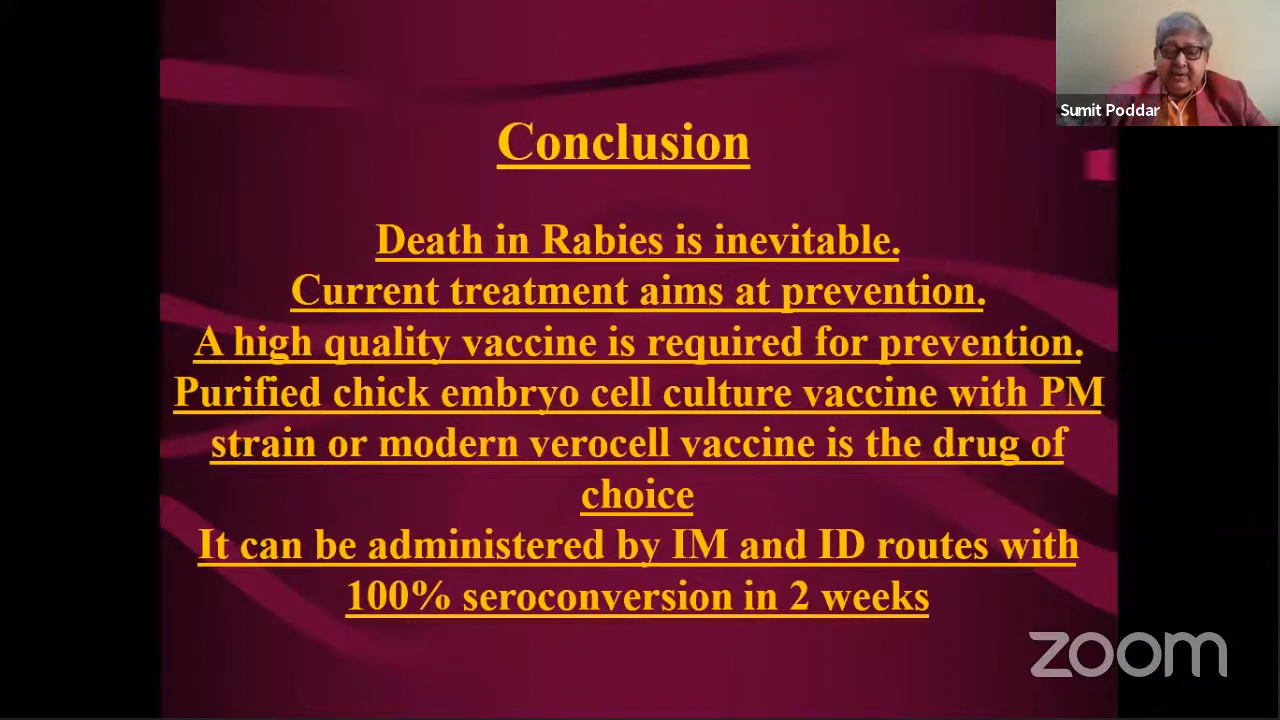 Sumit Poddar
Conclusion
Death in Rabies is inevitable.
Current treatment aims at prevention.
A high quality vaccine is required for prevention.
Purified chick embryo cell culture vaccine with PM
strain or modern verocell vaccine is the drug of
choice
It can be administered by IM and ID routes with
100% seroconversion in 2 weeks
zoom